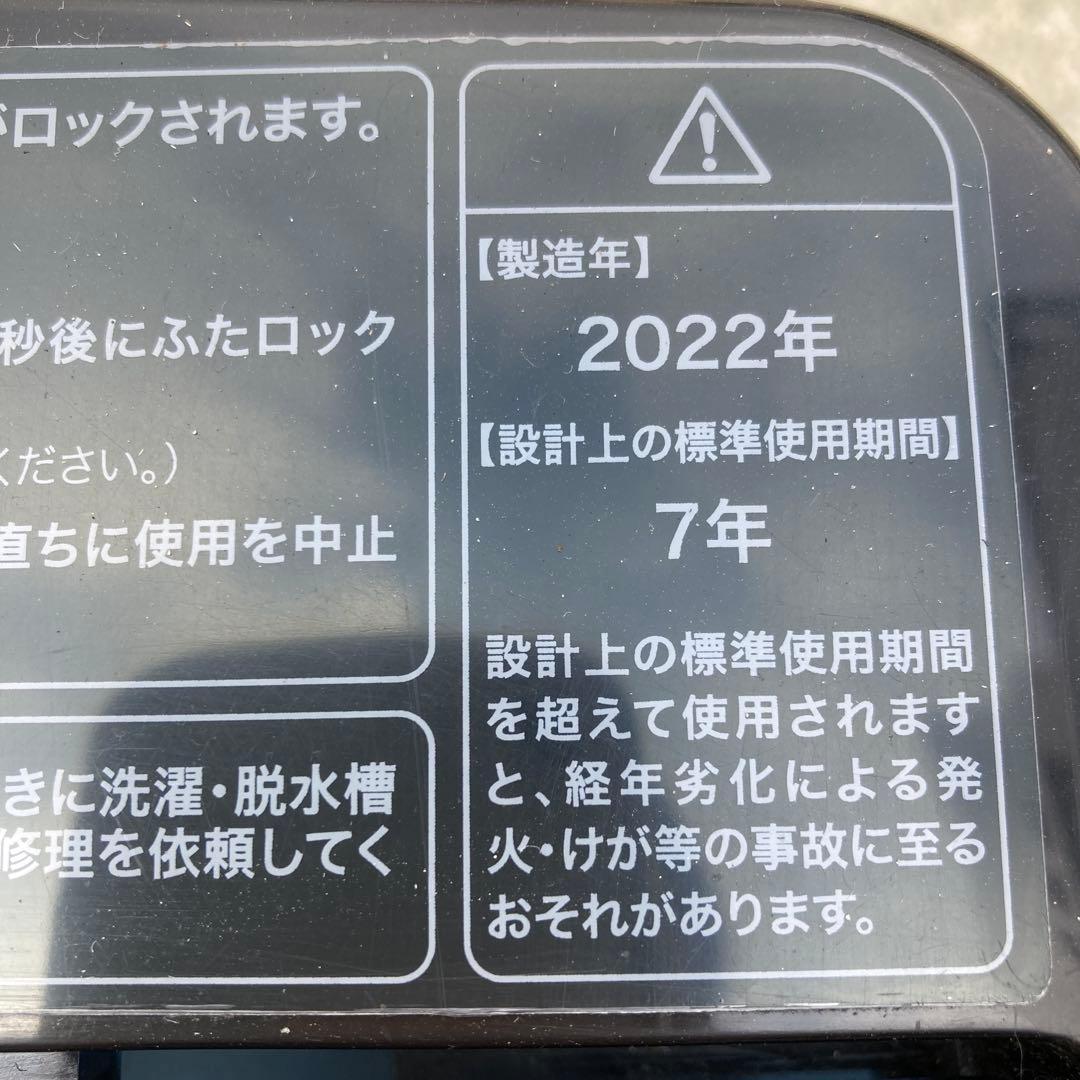 がロックされます。
秒後にふたロック
ください。）
直ちに使用を中止
きに洗濯・脱水槽
修理を依頼してく
【製造年】
2022年
【設計上の標準使用期間】
7年
設計上の標準使用期間
を超えて使用されます
と、経年劣化による発
火・けが等の事故に至る
おそれがあります。